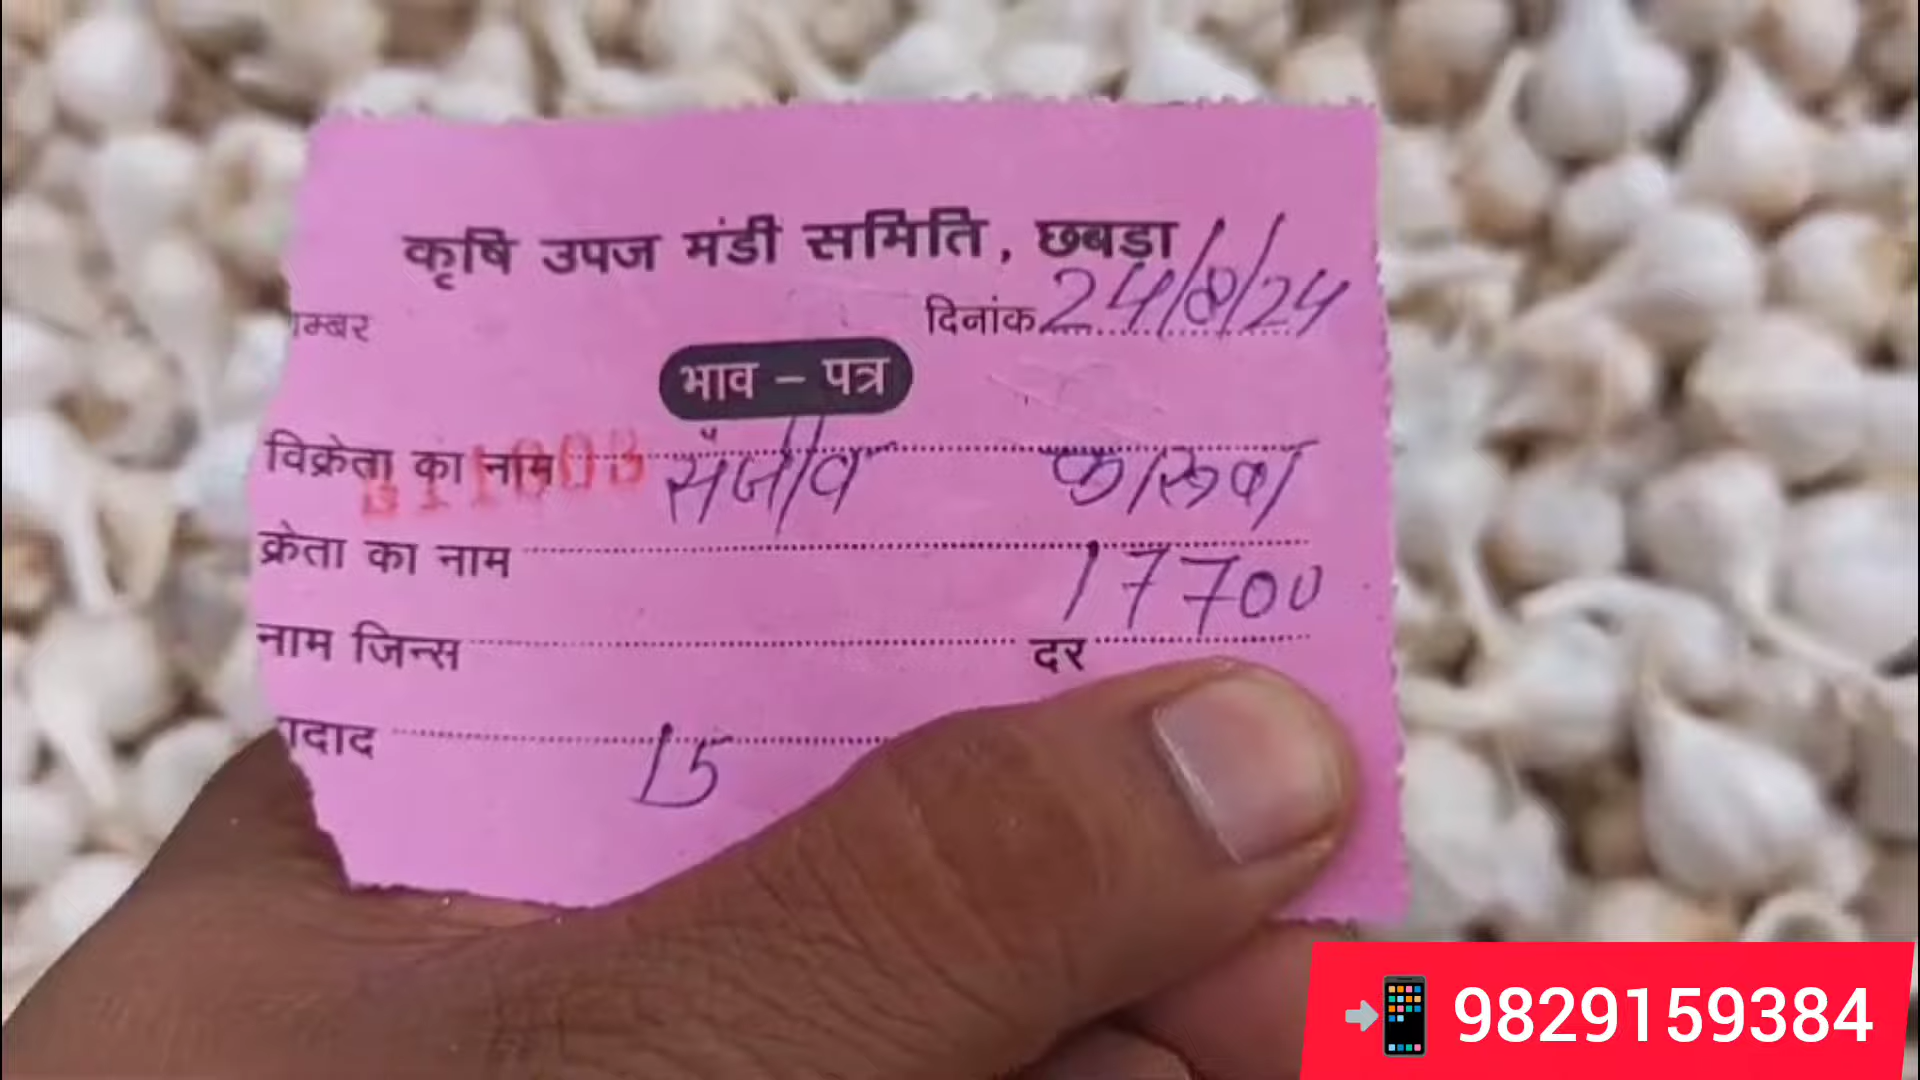 कृषि उपज मंडी समिति, छबड़ा
म्बर
दिनांक 24/8/24
भाव – पत्र
विक्रेता का नाम संजीव
क्रेता का नाम
17700
नाम जिन्स दर
ादाद
15
9829159384